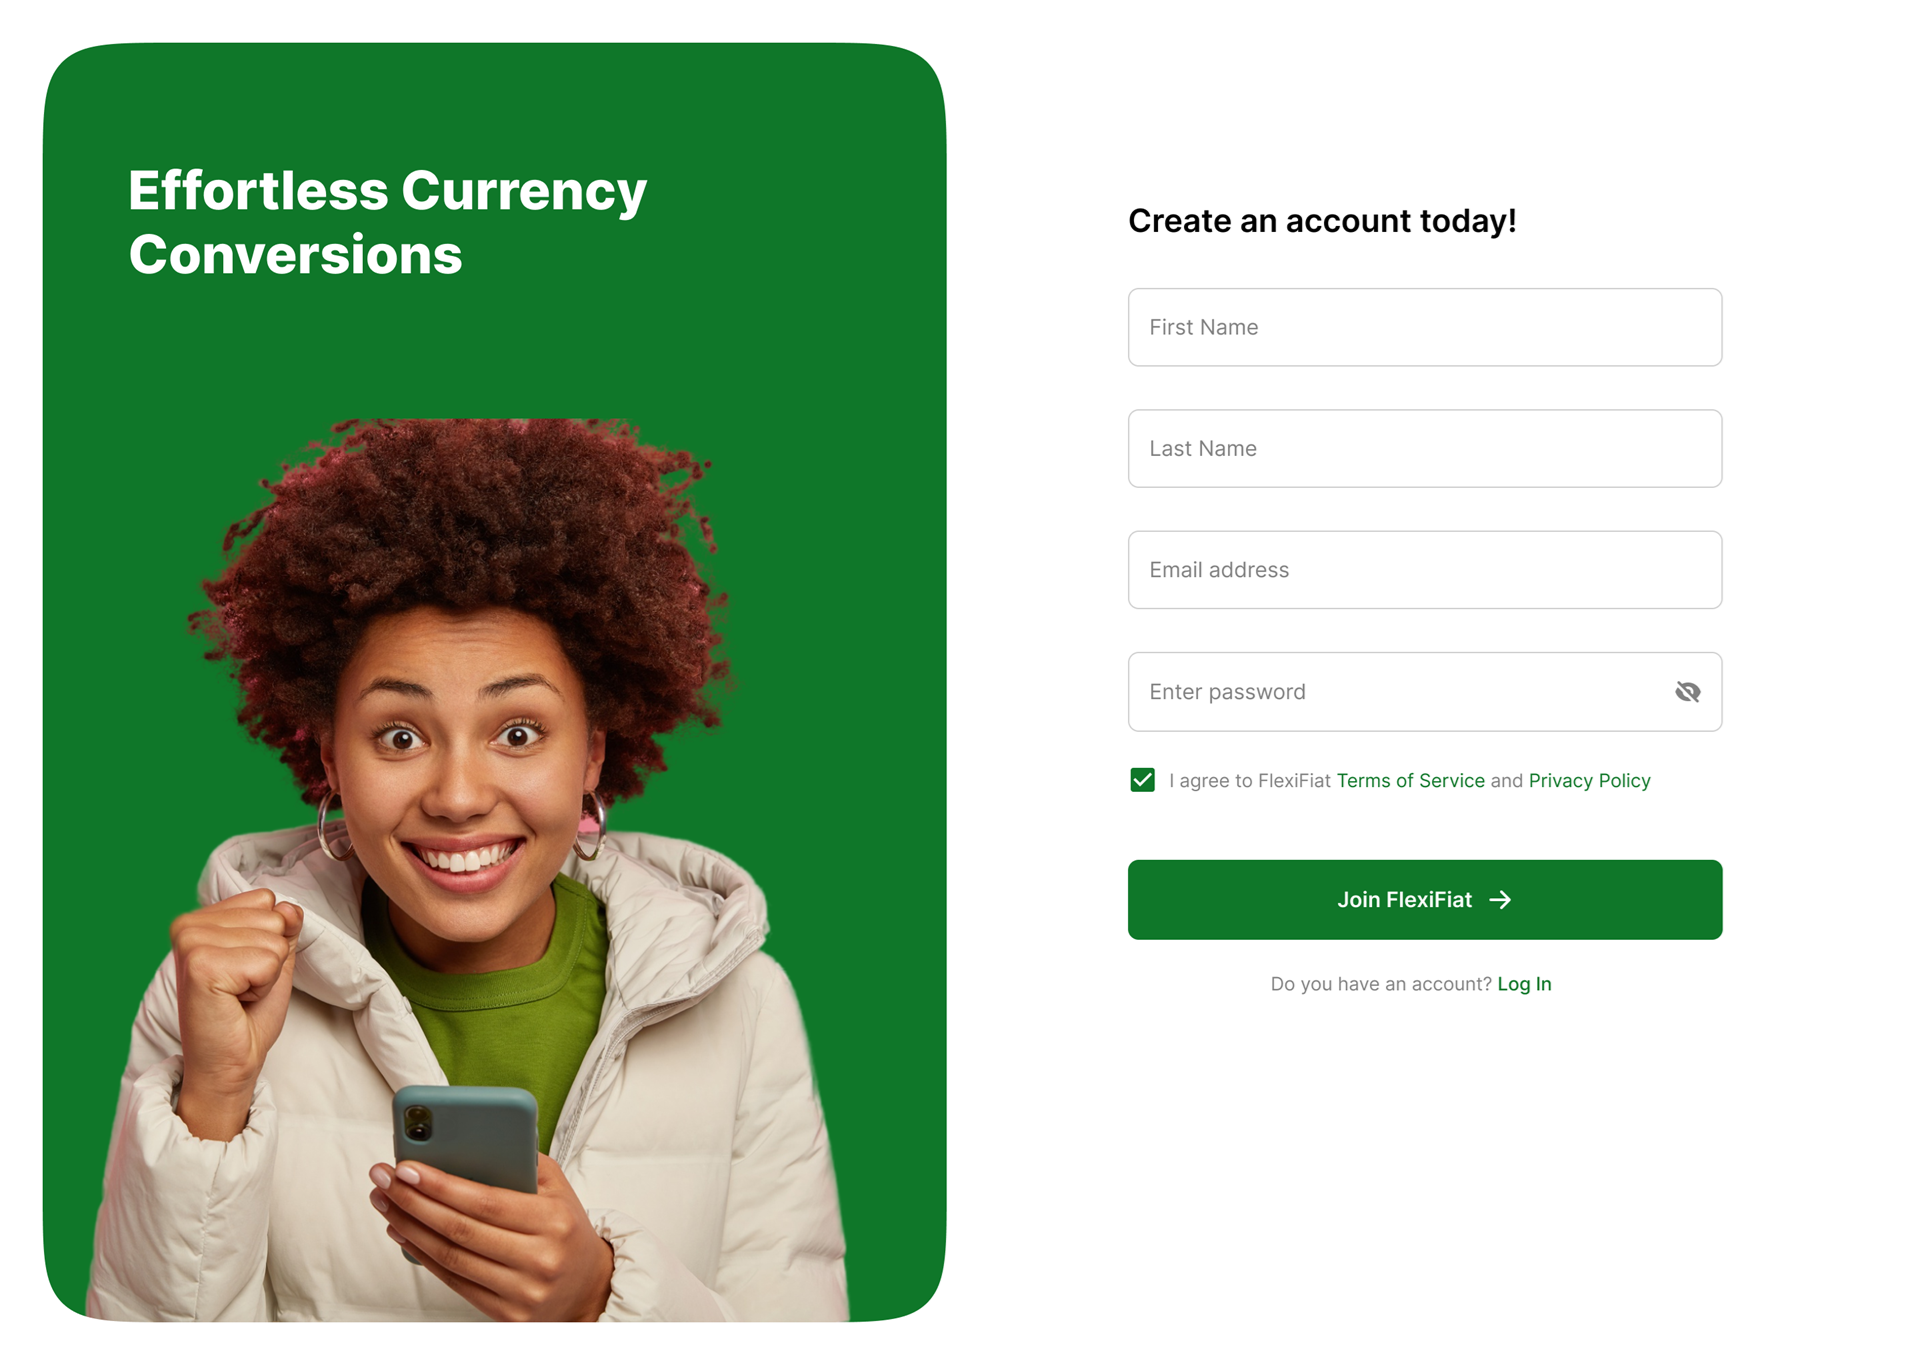 Effortless Currency
Conversions
Create an account today!
First Name
Last Name
Email address
Enter password
I agree to FlexiFiat Terms of Service and Privacy Policy
Join FlexiFiat
Do you have an account? Log In